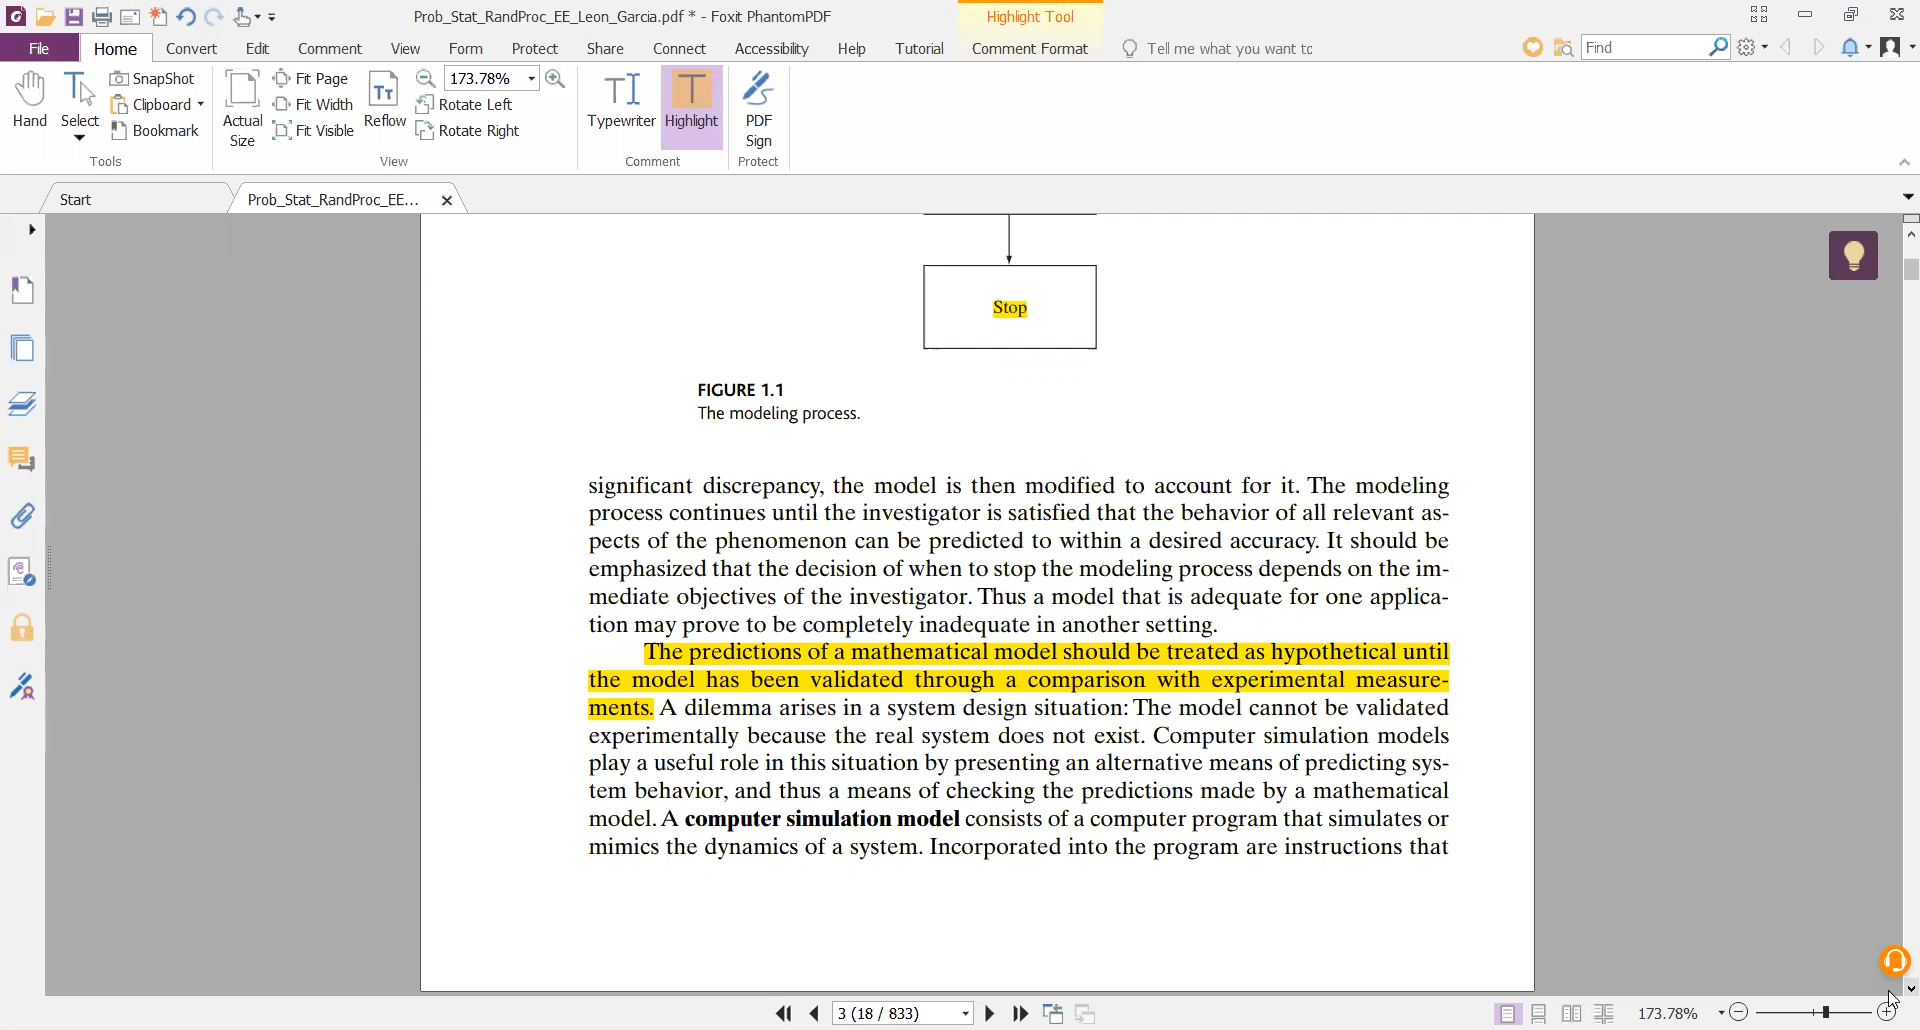 Prob_Stat_RandProc_EE_Leon_Garcia.pdf * - Foxit PhantomPDF
Highlight Tool
File Home Convert Edit Comment View Form Protect Share Connect Accessibility Help Tutorial Comment Format Tell me what you want to Find
Hand
Select
SnapShot
Clipboard
Bookmark
Tools
Actual Size
Fit Page
Fit Width
Fit Visible
Reflow
173.78%
Rotate Left
Rotate Right
View
Typewriter
Highlight
Comment
PDF Sign
Protect
Start
Prob_Stat_RandProc_EE...
Stop
FIGURE 1.1
The modeling process.
significant discrepancy, the model is then modified to account for it. The modeling
process continues until the investigator is satisfied that the behavior of all relevant as-
pects of the phenomenon can be predicted to within a desired accuracy. It should be
emphasized that the decision of when to stop the modeling process depends on the im-
mediate objectives of the investigator. Thus a model that is adequate for one applica-
tion may prove to be completely inadequate in another setting.
The predictions of a mathematical model should be treated as hypothetical until
the model has been validated through a comparison with experimental measure-
ments. A dilemma arises in a system design situation: The model cannot be validated
experimentally because the real system does not exist. Computer simulation models
play a useful role in this situation by presenting an alternative means of predicting sys-
tem behavior, and thus a means of checking the predictions made by a mathematical
model. A computer simulation model consists of a computer program that simulates or
mimics the dynamics of a system. Incorporated into the program are instructions that
3 (18 / 833)
173.78%